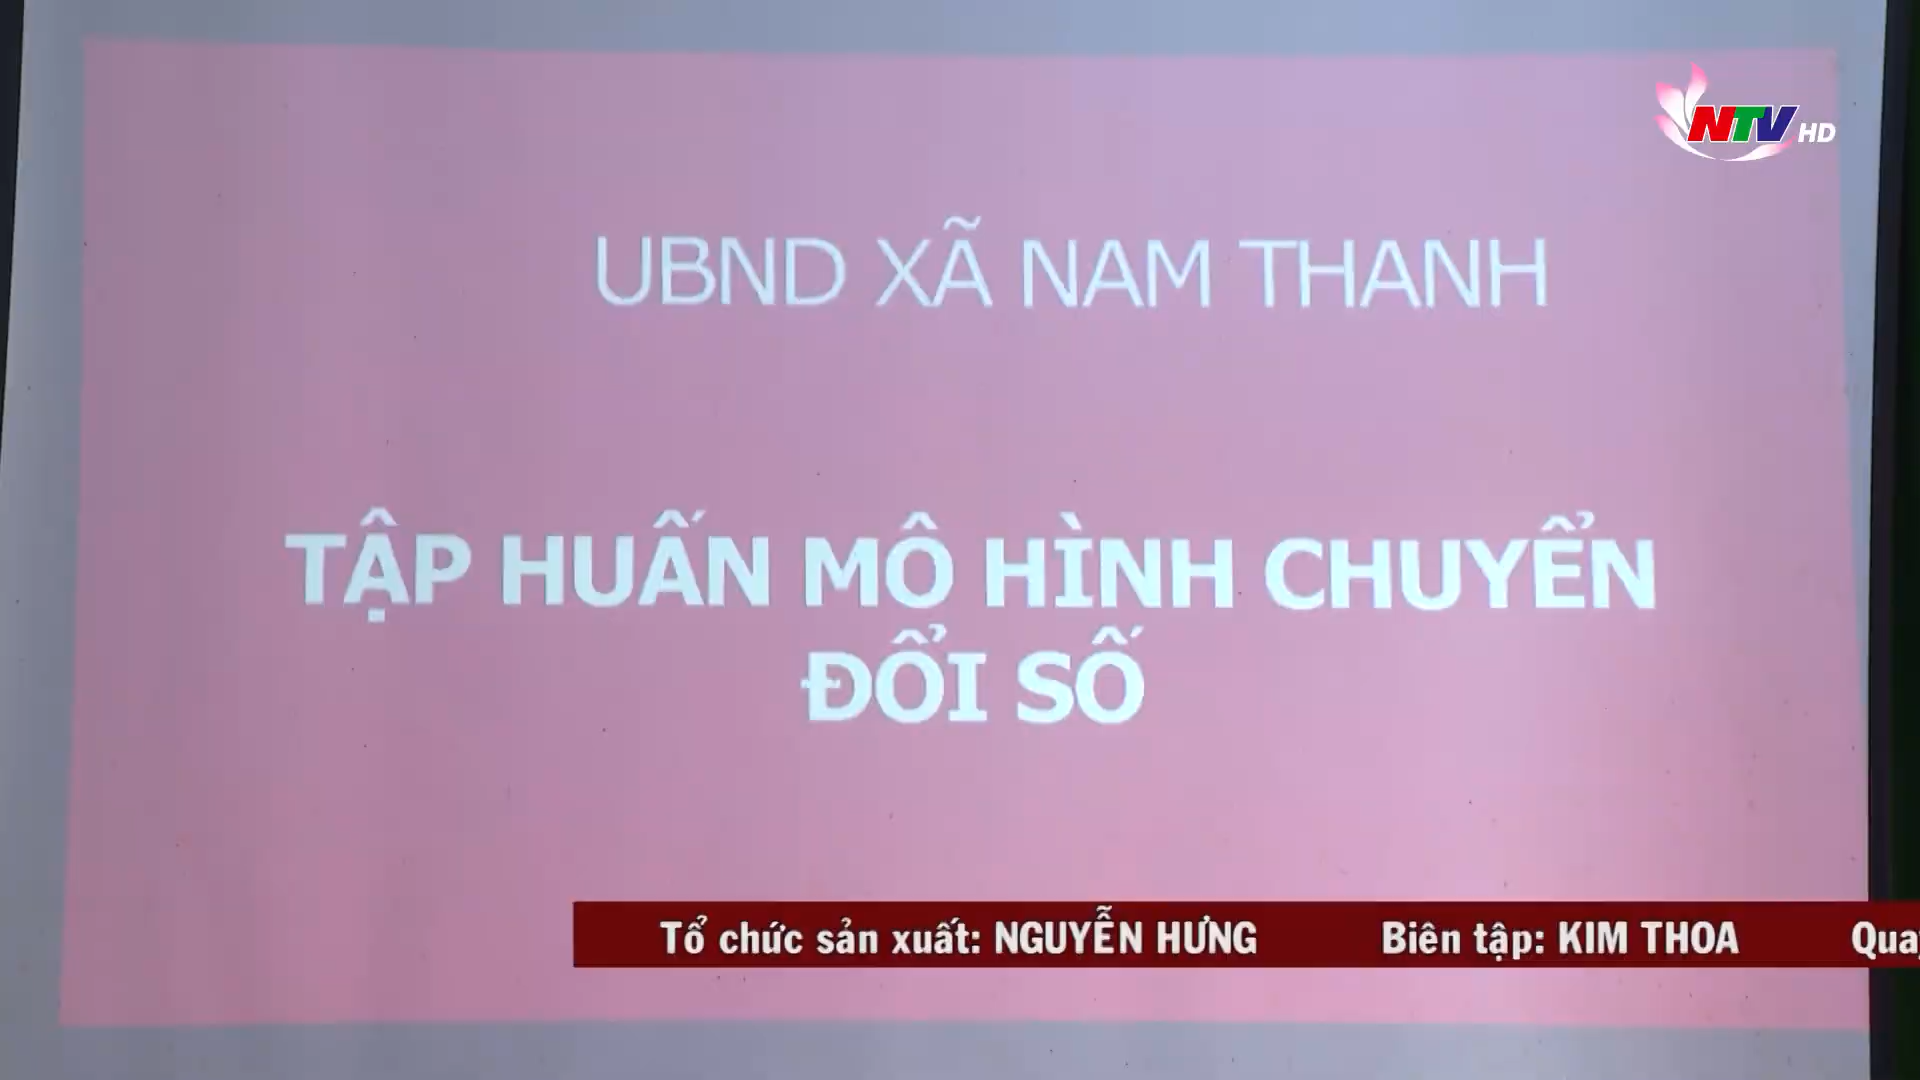 NTV HD
UBND XÃ NAM THANH
TẬP HUẤN MÔ HÌNH CHUYỂN
ĐỔI SỐ
Tổ chức sản xuất: NGUYỄN HƯNG Biên tập: KIM THOA Quay